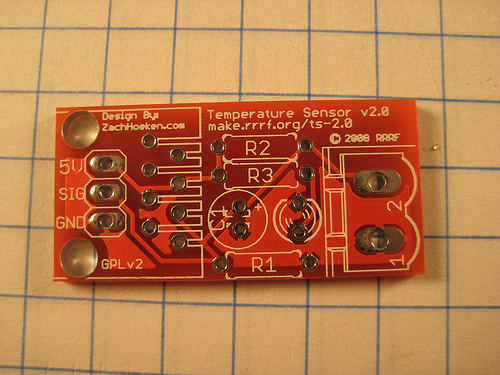 Design By:
ZachHoeken.com
Temperature Sensor v2.0
make.rrrf.org/ts-2.0
© 2008 RRRF
R2
5V
R3
SIG
C1
+
2
GND
GPLv2
R1
1